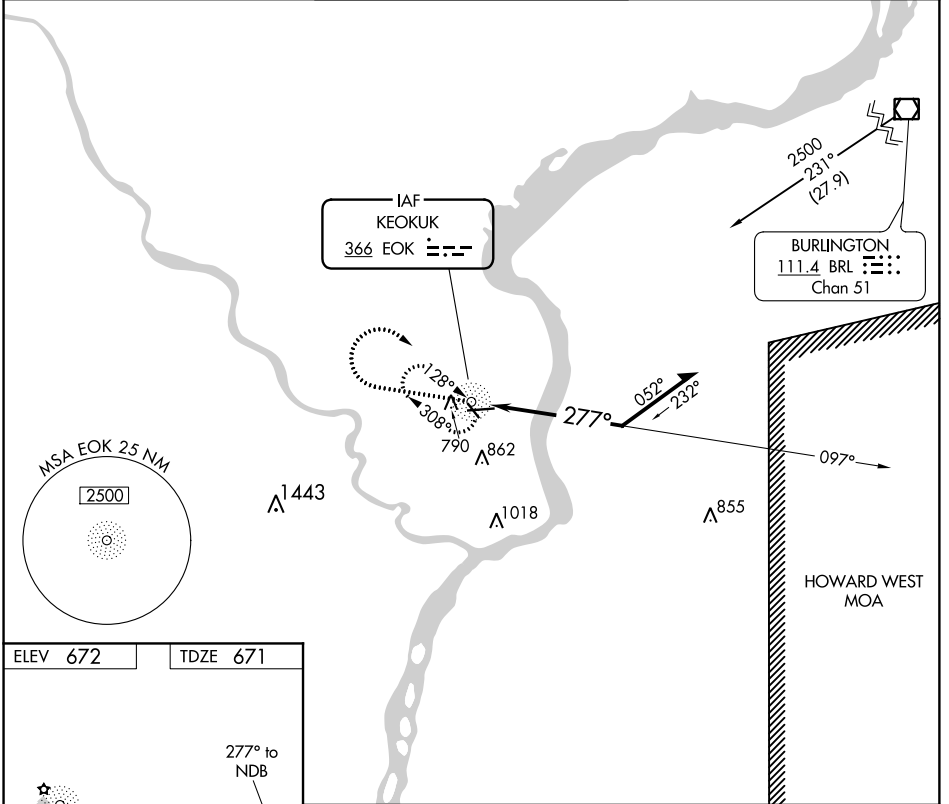 2500
231°
(27.9)
IAF
KEOKUK
366 EOK
BURLINGTON
111.4 BRL
Chan 51
128°
308°
277°
052°
232°
790
862
097°
MSA EOK 25 NM
2500
1443
1018
855
HOWARD WEST
MOA
ELEV 672
TDZE 671
277° to
NDB